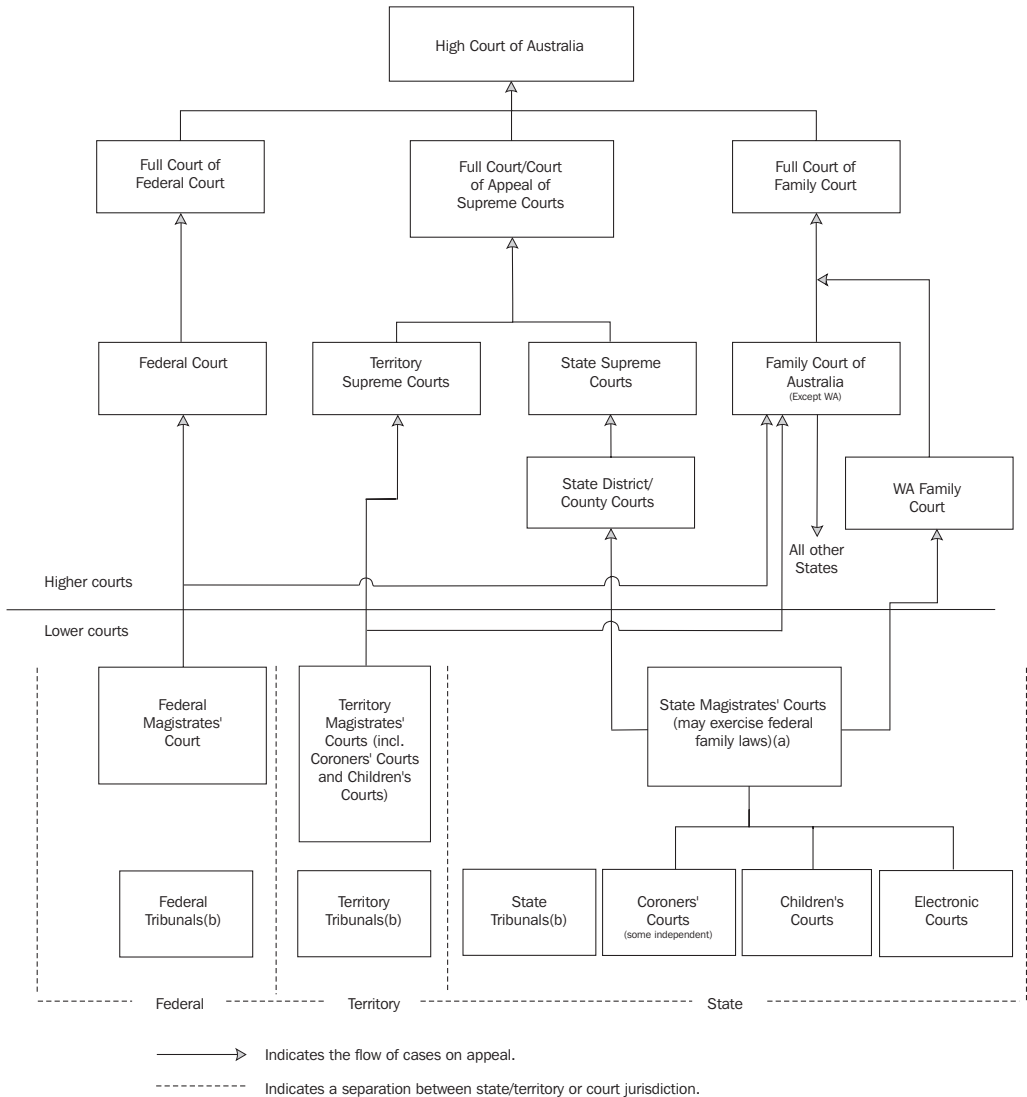 High Court of Australia
Full Court of
Federal Court
Full Court/Court
of Appeal of
Supreme Courts
Full Court of
Family Court
Federal Court
Territory
Supreme Courts
State Supreme
Courts
Family Court of
Australia
(Except WA)
State District/
County Courts
WA Family
Court
All other
States
Higher courts
Lower courts
Federal
Magistrates'
Court
Territory
Magistrates'
Courts (incl.
Coroners' Courts
and Children's
Courts)
State Magistrates' Courts
(may exercise federal
family laws)(a)
Federal
Tribunals(b)
Territory
Tribunals(b)
State
Tribunals(b)
Coroners'
Courts
(some independent)
Children's
Courts
Electronic
Courts
Federal
Territory
State
Indicates the flow of cases on appeal.
Indicates a separation between state/territory or court jurisdiction.